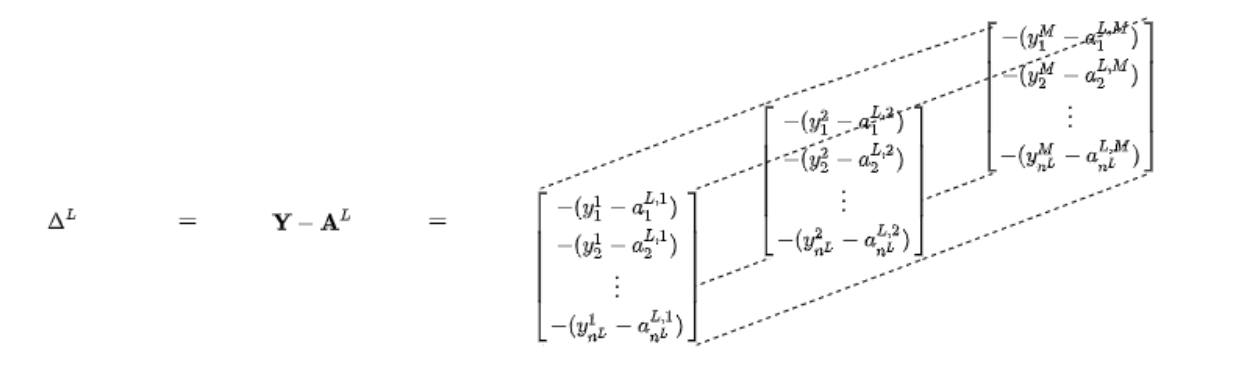 Δ^L = Y − A^L =
−(y_1^1 − a_1^{L,1})
−(y_2^1 − a_2^{L,1})
⋮
−(y_{n^L}^1 − a_{n^L}^{L,1})
−(y_1^2 − a_1^{L,2})
−(y_2^2 − a_2^{L,2})
⋮
−(y_{n^L}^2 − a_{n^L}^{L,2})
−(y_1^M − a_1^{L,M})
−(y_2^M − a_2^{L,M})
⋮
−(y_{n^L}^M − a_{n^L}^{L,M})